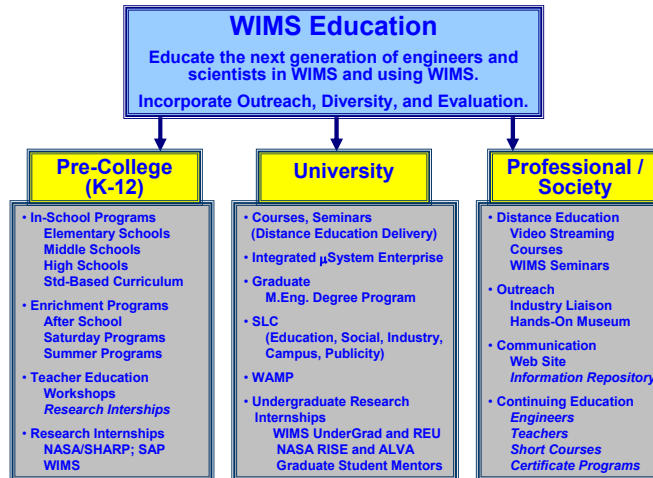 WIMS Education
Educate the next generation of engineers and
scientists in WIMS and using WIMS.
Incorporate Outreach, Diversity, and Evaluation.
Pre-College
(K-12)
• In-School Programs
Elementary Schools
Middle Schools
High Schools
Std-Based Curriculum
• Enrichment Programs
After School
Saturday Programs
Summer Programs
• Teacher Education
Workshops
Research Interships
• Research Internships
NASA/SHARP; SAP
WIMS
University
• Courses, Seminars
(Distance Education Delivery)
• Integrated µSystem Enterprise
• Graduate
M.Eng. Degree Program
• SLC
(Education, Social, Industry,
Campus, Publicity)
• WAMP
• Undergraduate Research
Internships
WIMS UnderGrad and REU
NASA RISE and ALVA
Graduate Student Mentors
Professional /
Society
• Distance Education
Video Streaming
Courses
WIMS Seminars
• Outreach
Industry Liaison
Hands-On Museum
• Communication
Web Site
Information Repository
• Continuing Education
Engineers
Teachers
Short Courses
Certificate Programs